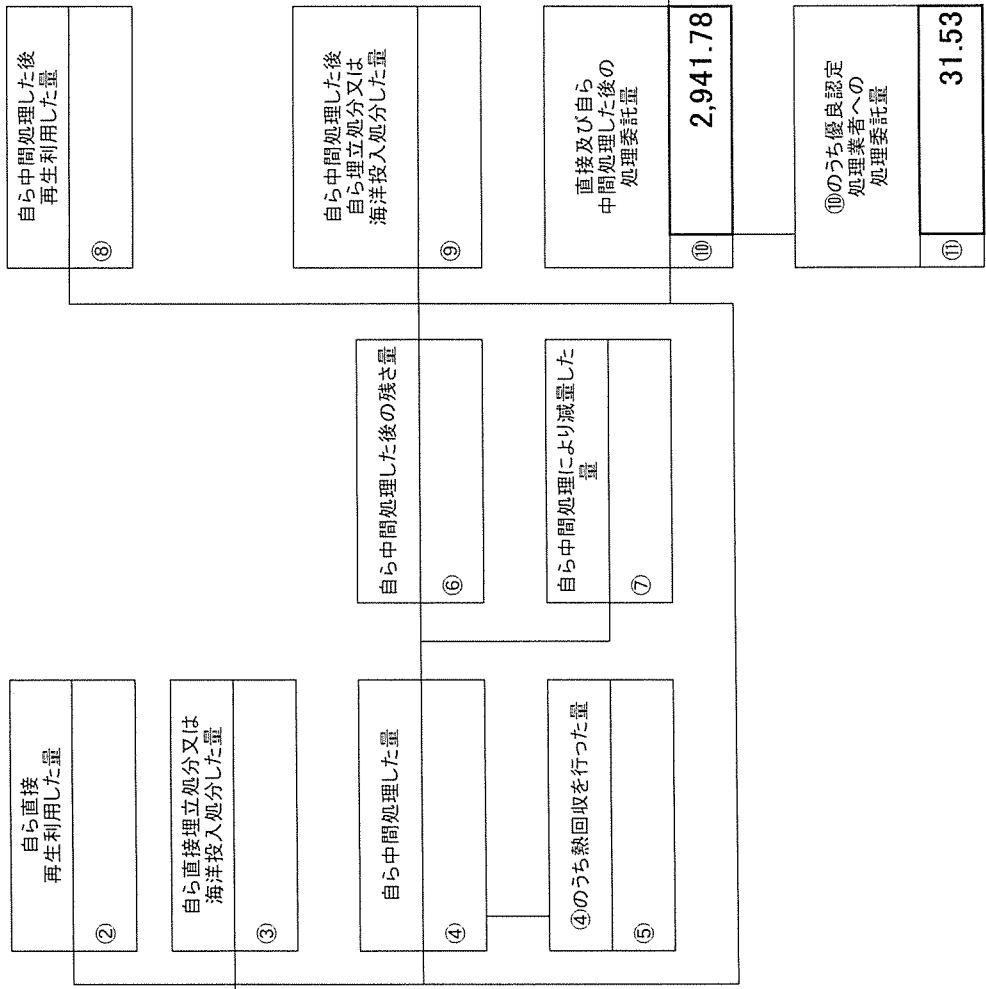 自ら直接
再生利用した量
②
自ら直接埋立処分又は
海洋投入処分した量
③
自ら中間処理した量
④
④のうち熱回収を行った量
⑤
自ら中間処理した後の残さ量
⑥
自ら中間処理により減量した
量
⑦
自ら中間処理した後
再生利用した量
⑧
自ら中間処理した後
自ら埋立処分又は
海洋投入処分した量
⑨
直接及び自ら
中間処理した後の
処理委託量
⑩
2,941.78
⑩のうち優良認定
処理業者への
処理委託量
⑪
31.53